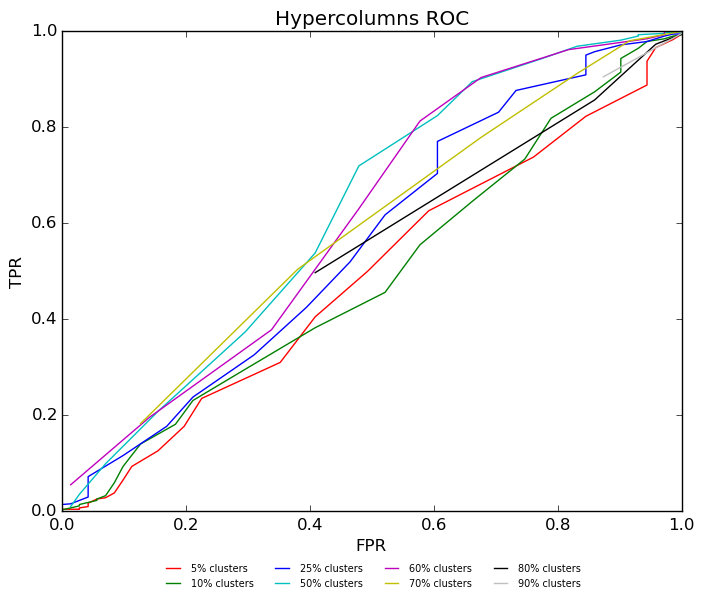 Hypercolumns ROC
1.0
0.8
0.6
0.4
0.2
0.0
TPR
0.0 0.2 0.4 0.6 0.8 1.0
FPR
5% clusters 25% clusters 60% clusters 80% clusters
10% clusters 50% clusters 70% clusters 90% clusters